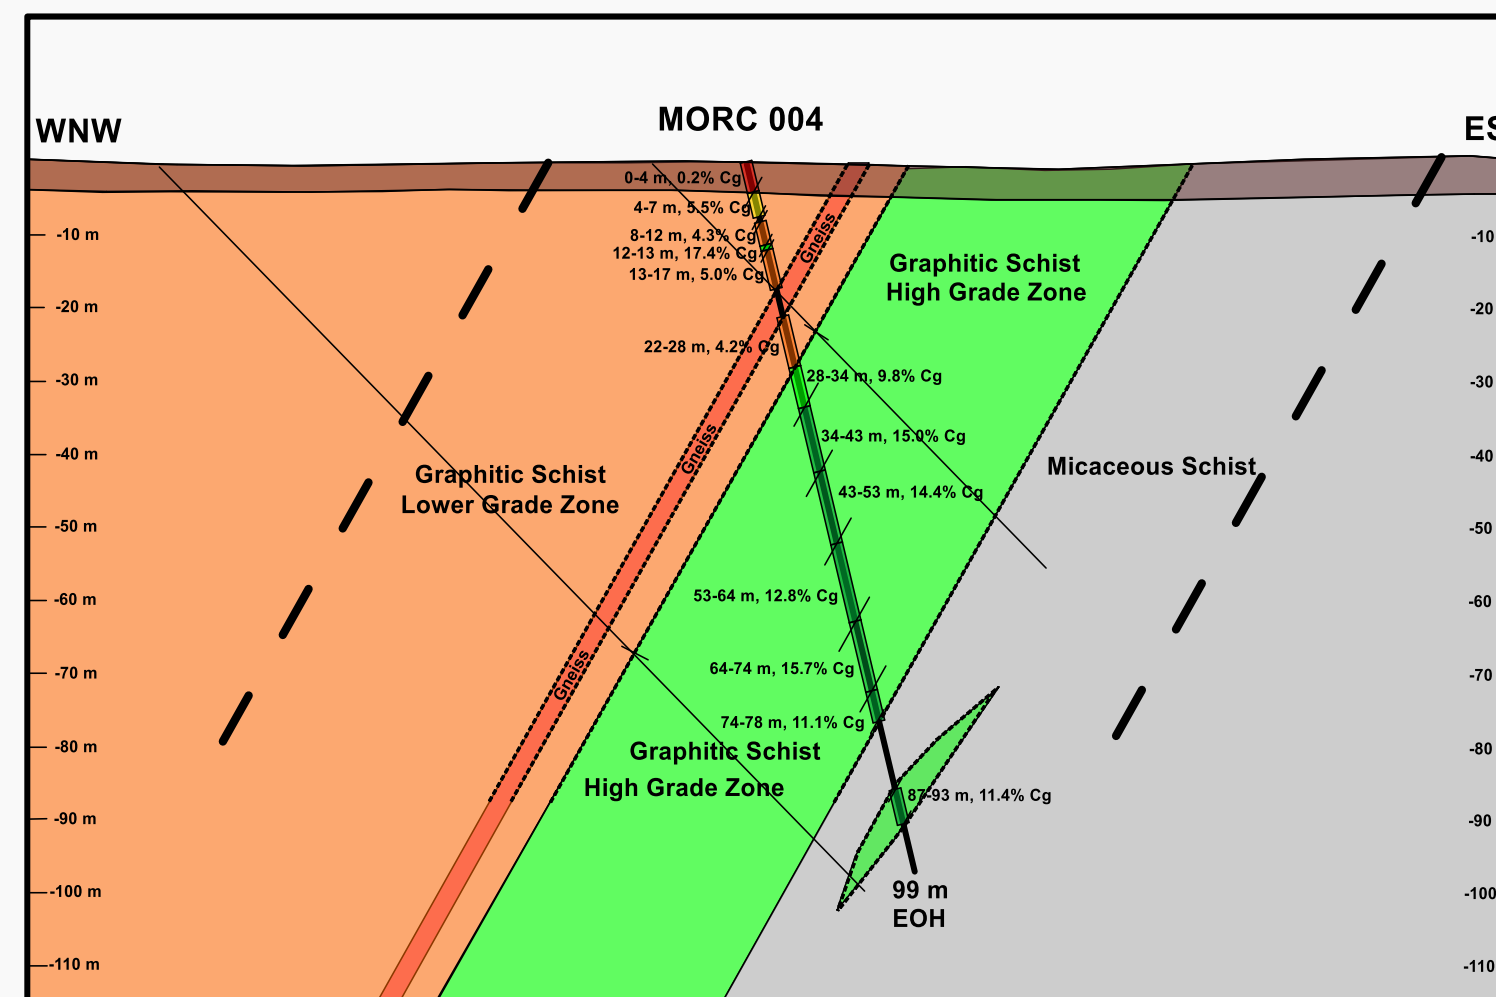 MORC 004
WNW
ES
0-4 m, 0.2% Cg
4-7 m, 5.5% Cg
8-12 m, 4.3% Cg
12-13 m, 17.4% Cg
13-17 m, 5.0% Cg
22-28 m, 4.2% Cg
28-34 m, 9.8% Cg
34-43 m, 15.0% Cg
43-53 m, 14.4% Cg
53-64 m, 12.8% Cg
64-74 m, 15.7% Cg
74-78 m, 11.1% Cg
87-93 m, 11.4% Cg
99 m
EOH
Gneiss
Gneiss
Gneiss
Graphitic Schist
High Grade Zone
Graphitic Schist
Lower Grade Zone
Micaceous Schist
Graphitic Schist
High Grade Zone
-10 m
-20 m
-30 m
-40 m
-50 m
-60 m
-70 m
-80 m
-90 m
-100 m
-110 m
-10
-20
-30
-40
-50
-60
-70
-80
-90
-100
-110